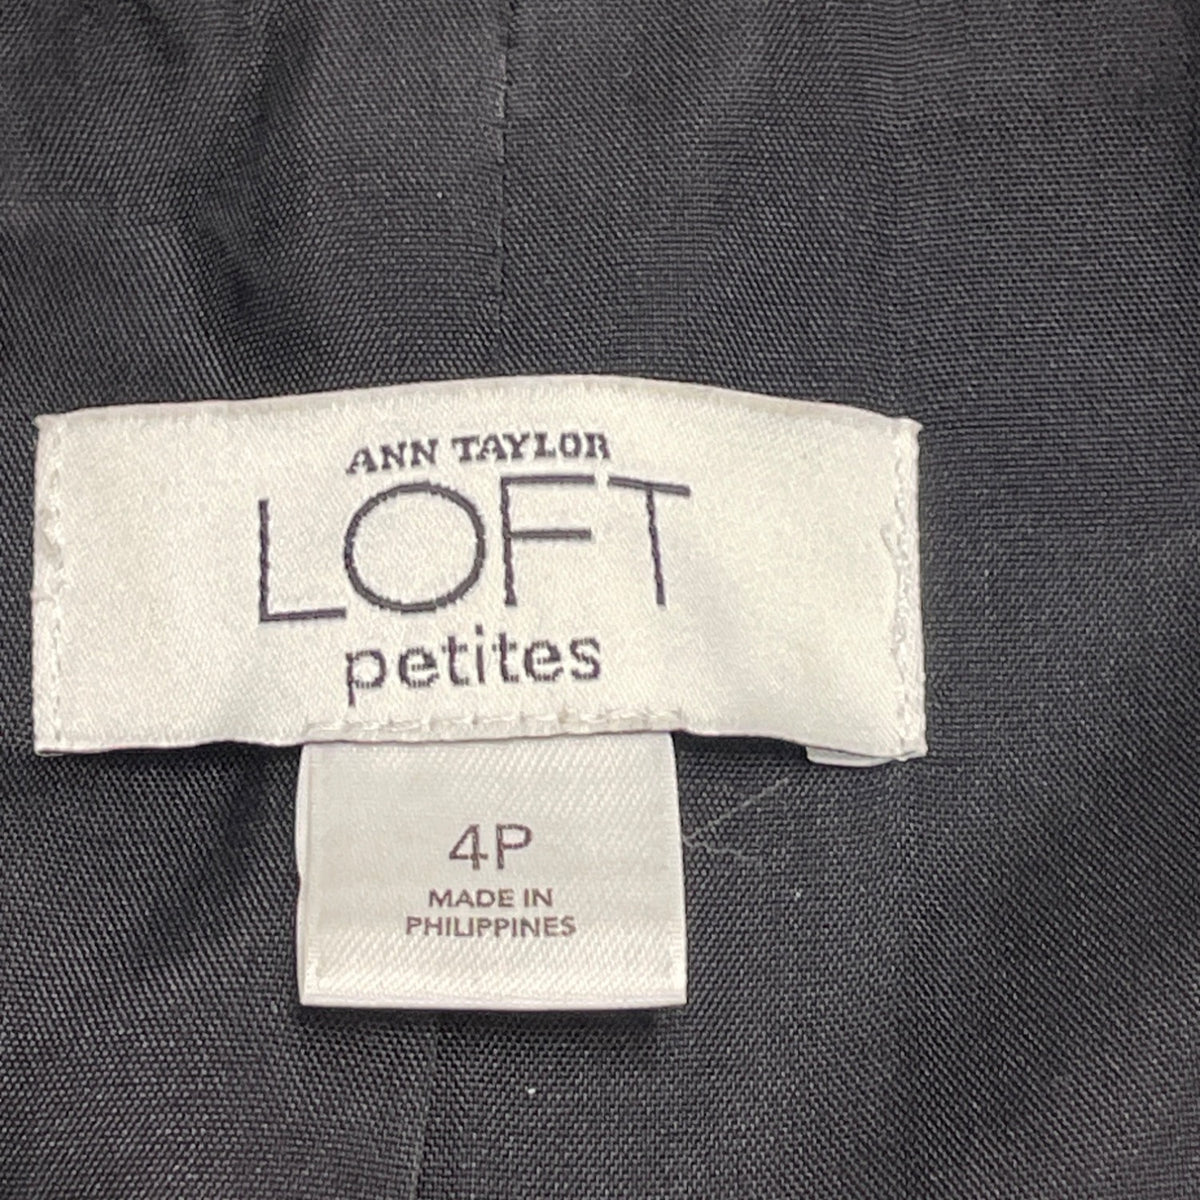 ANN TAYLOR
LOFT
petites
4P
MADE IN
PHILIPPINES